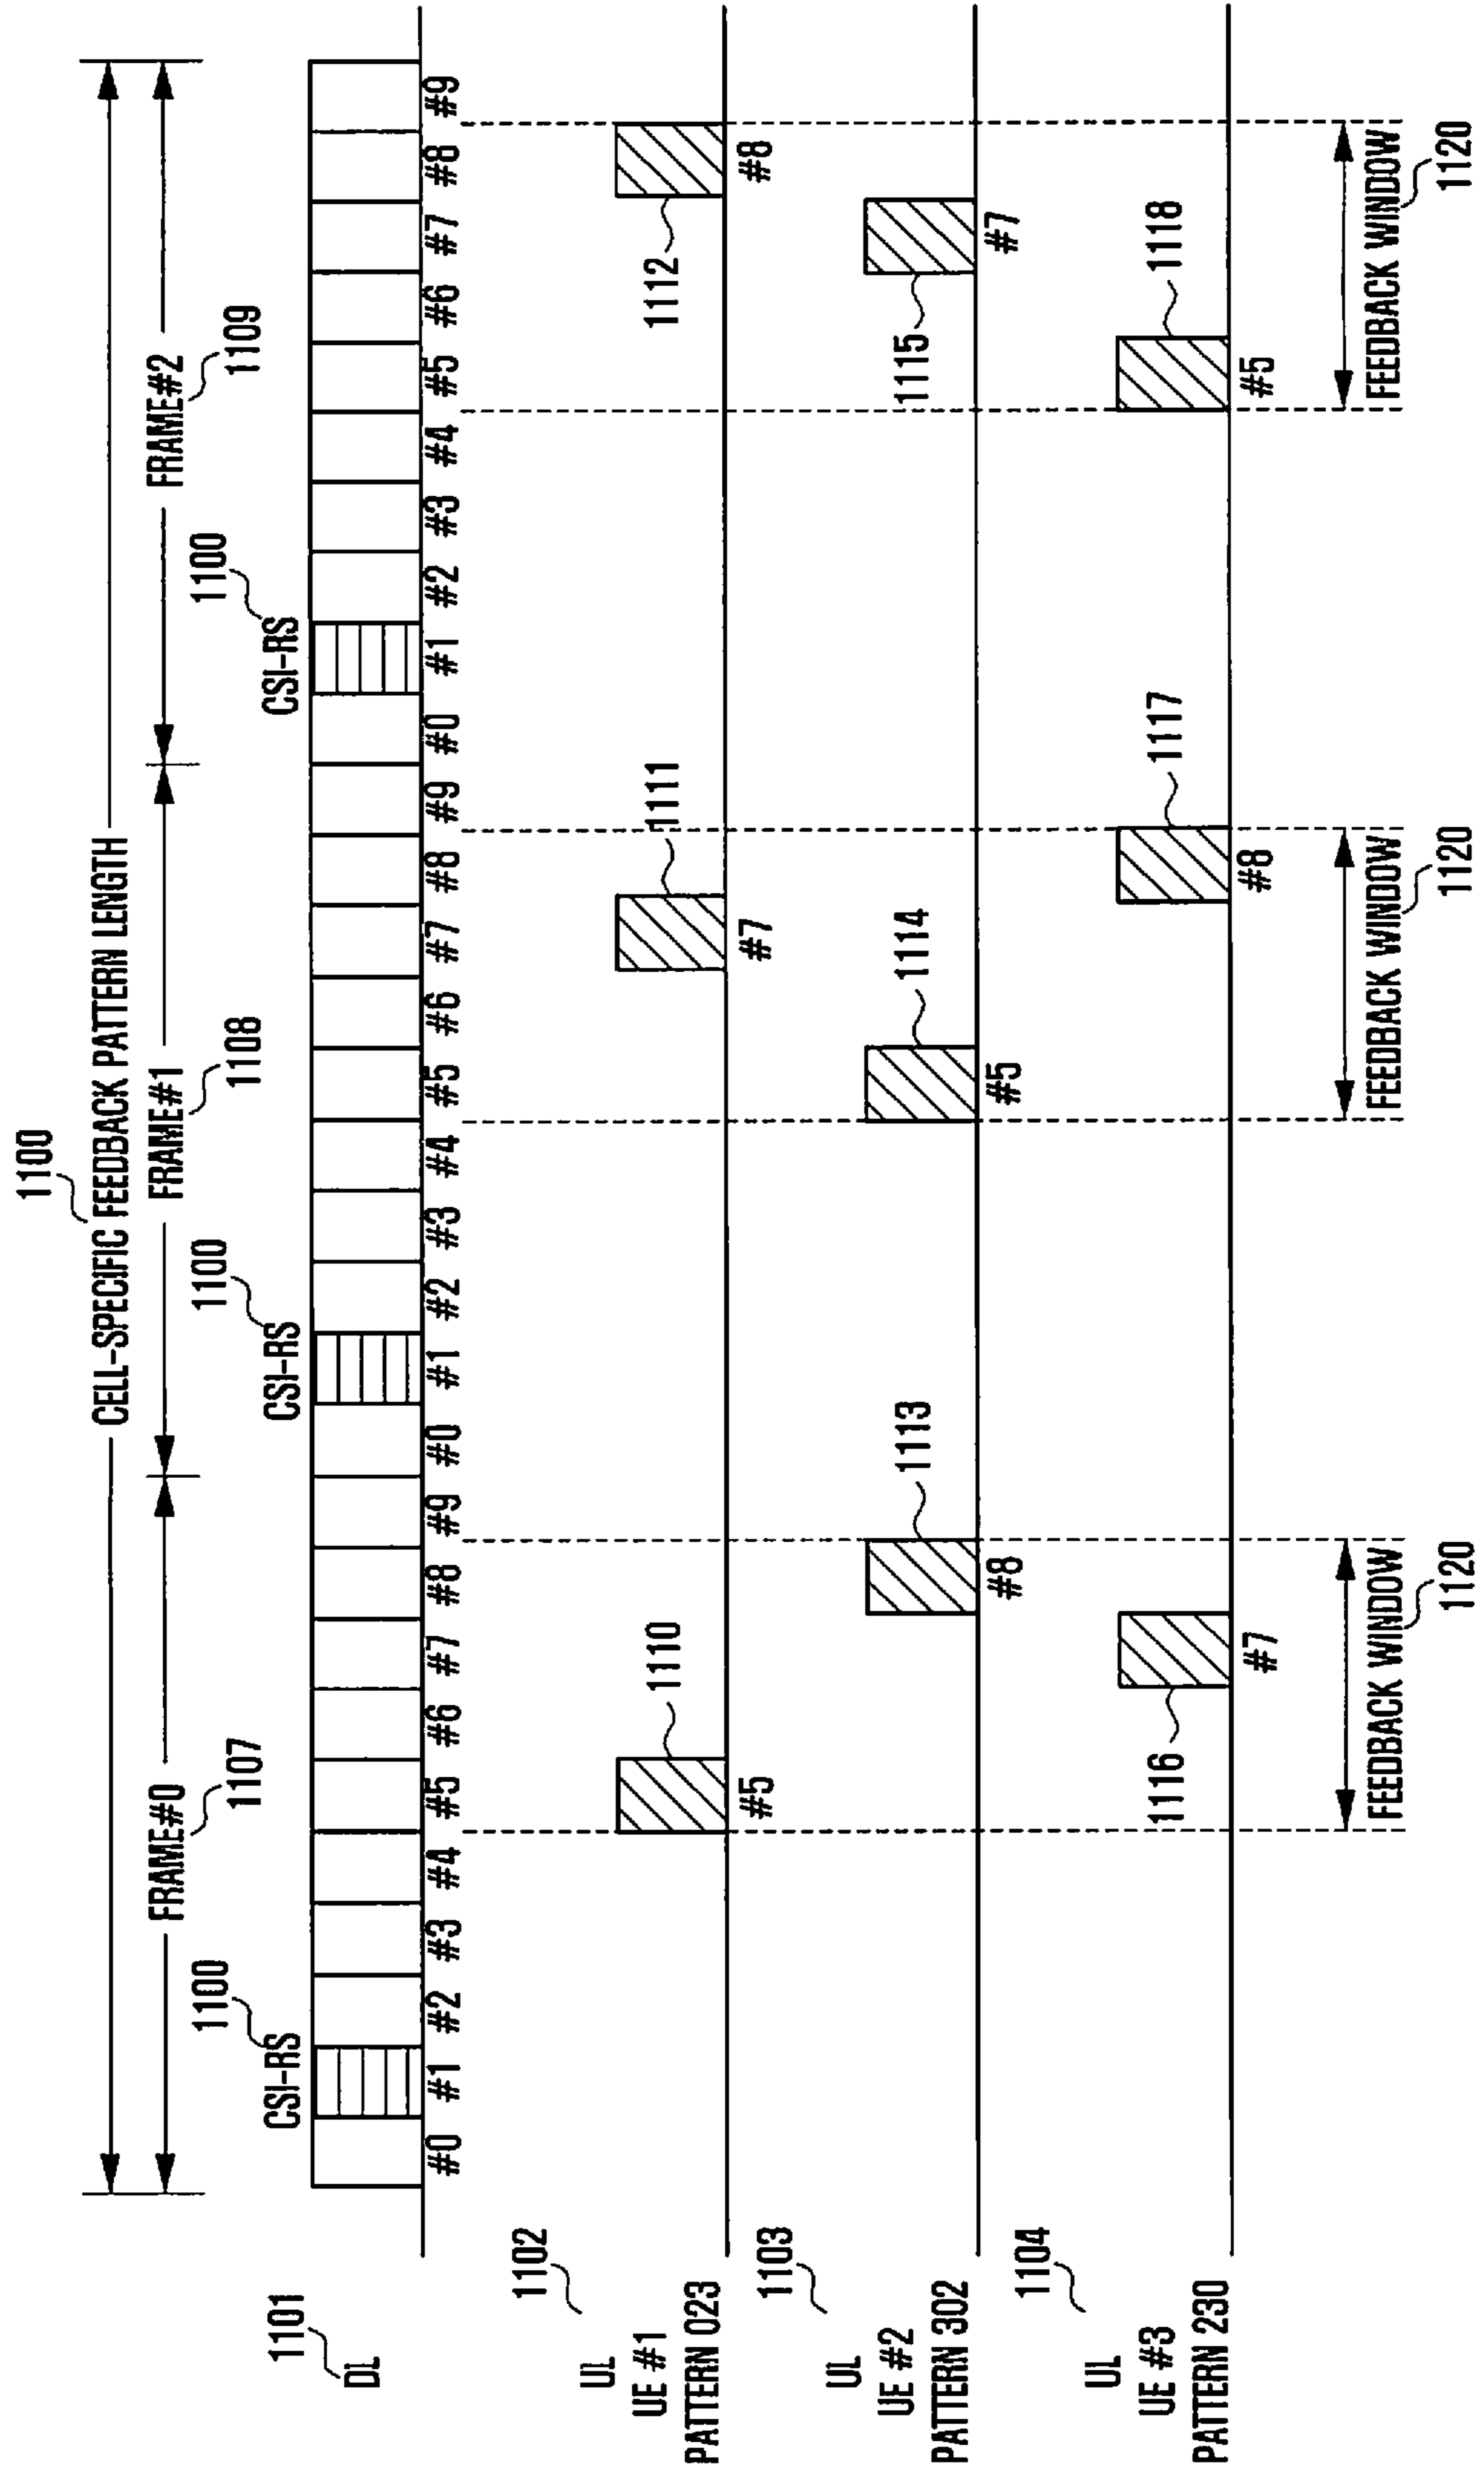 1100
CELL-SPECIFIC FEEDBACK PATTERN LENGTH
FRAME#0
1107
FRAME#1
1108
FRAME#2
1109
CSI-RS
1100
CSI-RS
1100
CSI-RS
1100
1101
DL
#0 #1 #2 #3 #4 #5 #6 #7 #8 #9 #0 #1 #2 #3 #4 #5 #6 #7 #8 #9 #0 #1 #2 #3 #4 #5 #6 #7 #8 #9
1102
UL
UE #1
PATTERN 023
1110
#5
1111
#7
1112
#8
1103
UL
UE #2
PATTERN 302
1113
#8
1114
#5
1115
#7
1104
UL
UE #3
PATTERN 230
1116
#7
1117
#8
1118
#5
FEEDBACK WINDOW
1120
FEEDBACK WINDOW
1120
FEEDBACK WINDOW
1120